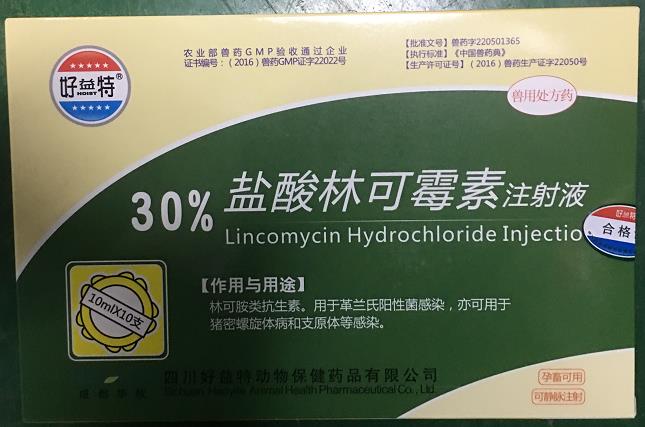 农业部兽药GMP验收通过企业
证书编号:(2016)兽药GMP证字22022号
【批准文号】兽药字220501365
【执行标准】《中国兽药典》
【生产许可证号】(2016)兽药生产证字22050号
好益特®
HOIST
兽用处方药
30% 盐酸林可霉素注射液
Lincomycin Hydrochloride Injectio
好益特
合格
【作用与用途】
林可胺类抗生素。用于革兰氏阳性菌感染,亦可用于
猪密螺旋体病和支原体等感染。
10mlX10支
四川好益特动物保健药品有限公司
Sichuan Haoyite Animal Health Pharmaceutical Co., Ltd.
孕畜可用
可静脉注射